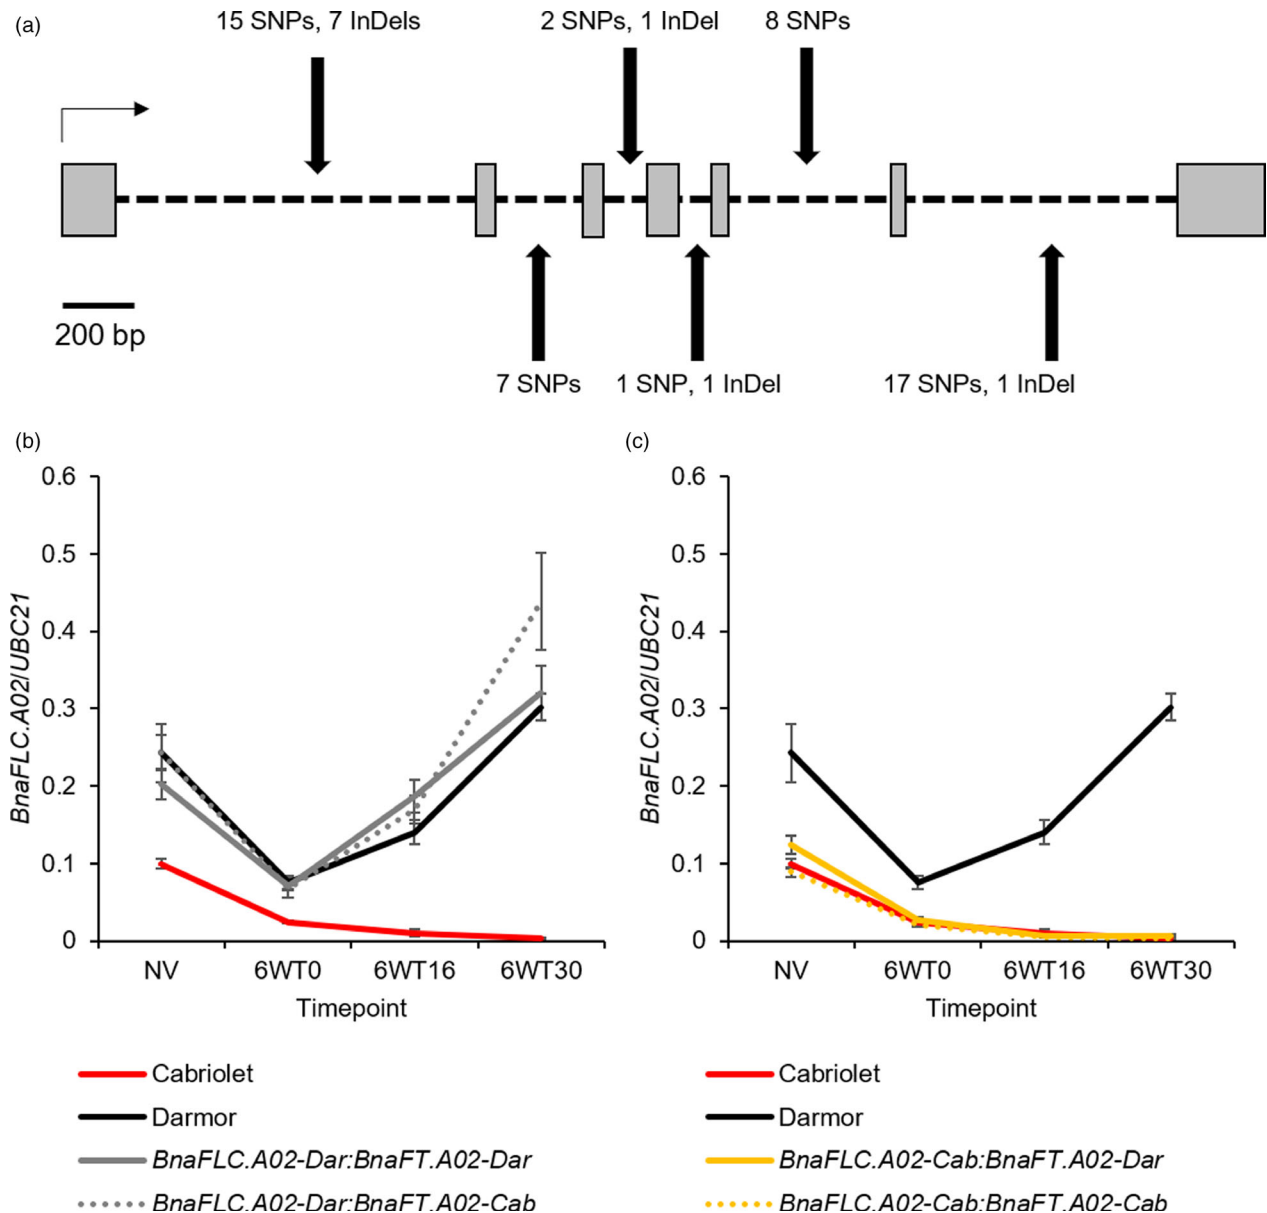 (a)
15 SNPs, 7 InDels
2 SNPs, 1 InDel
8 SNPs
200 bp
7 SNPs
1 SNP, 1 InDel
17 SNPs, 1 InDel
(b)
BnaFLC.A02/UBC21
0.6
0.5
0.4
0.3
0.2
0.1
0
NV
6WT0
6WT16
6WT30
Timepoint
Cabriolet
Darmor
BnaFLC.A02-Dar:BnaFT.A02-Dar
BnaFLC.A02-Dar:BnaFT.A02-Cab
(c)
BnaFLC.A02/UBC21
0.6
0.5
0.4
0.3
0.2
0.1
0
NV
6WT0
6WT16
6WT30
Timepoint
Cabriolet
Darmor
BnaFLC.A02-Cab:BnaFT.A02-Dar
BnaFLC.A02-Cab:BnaFT.A02-Cab